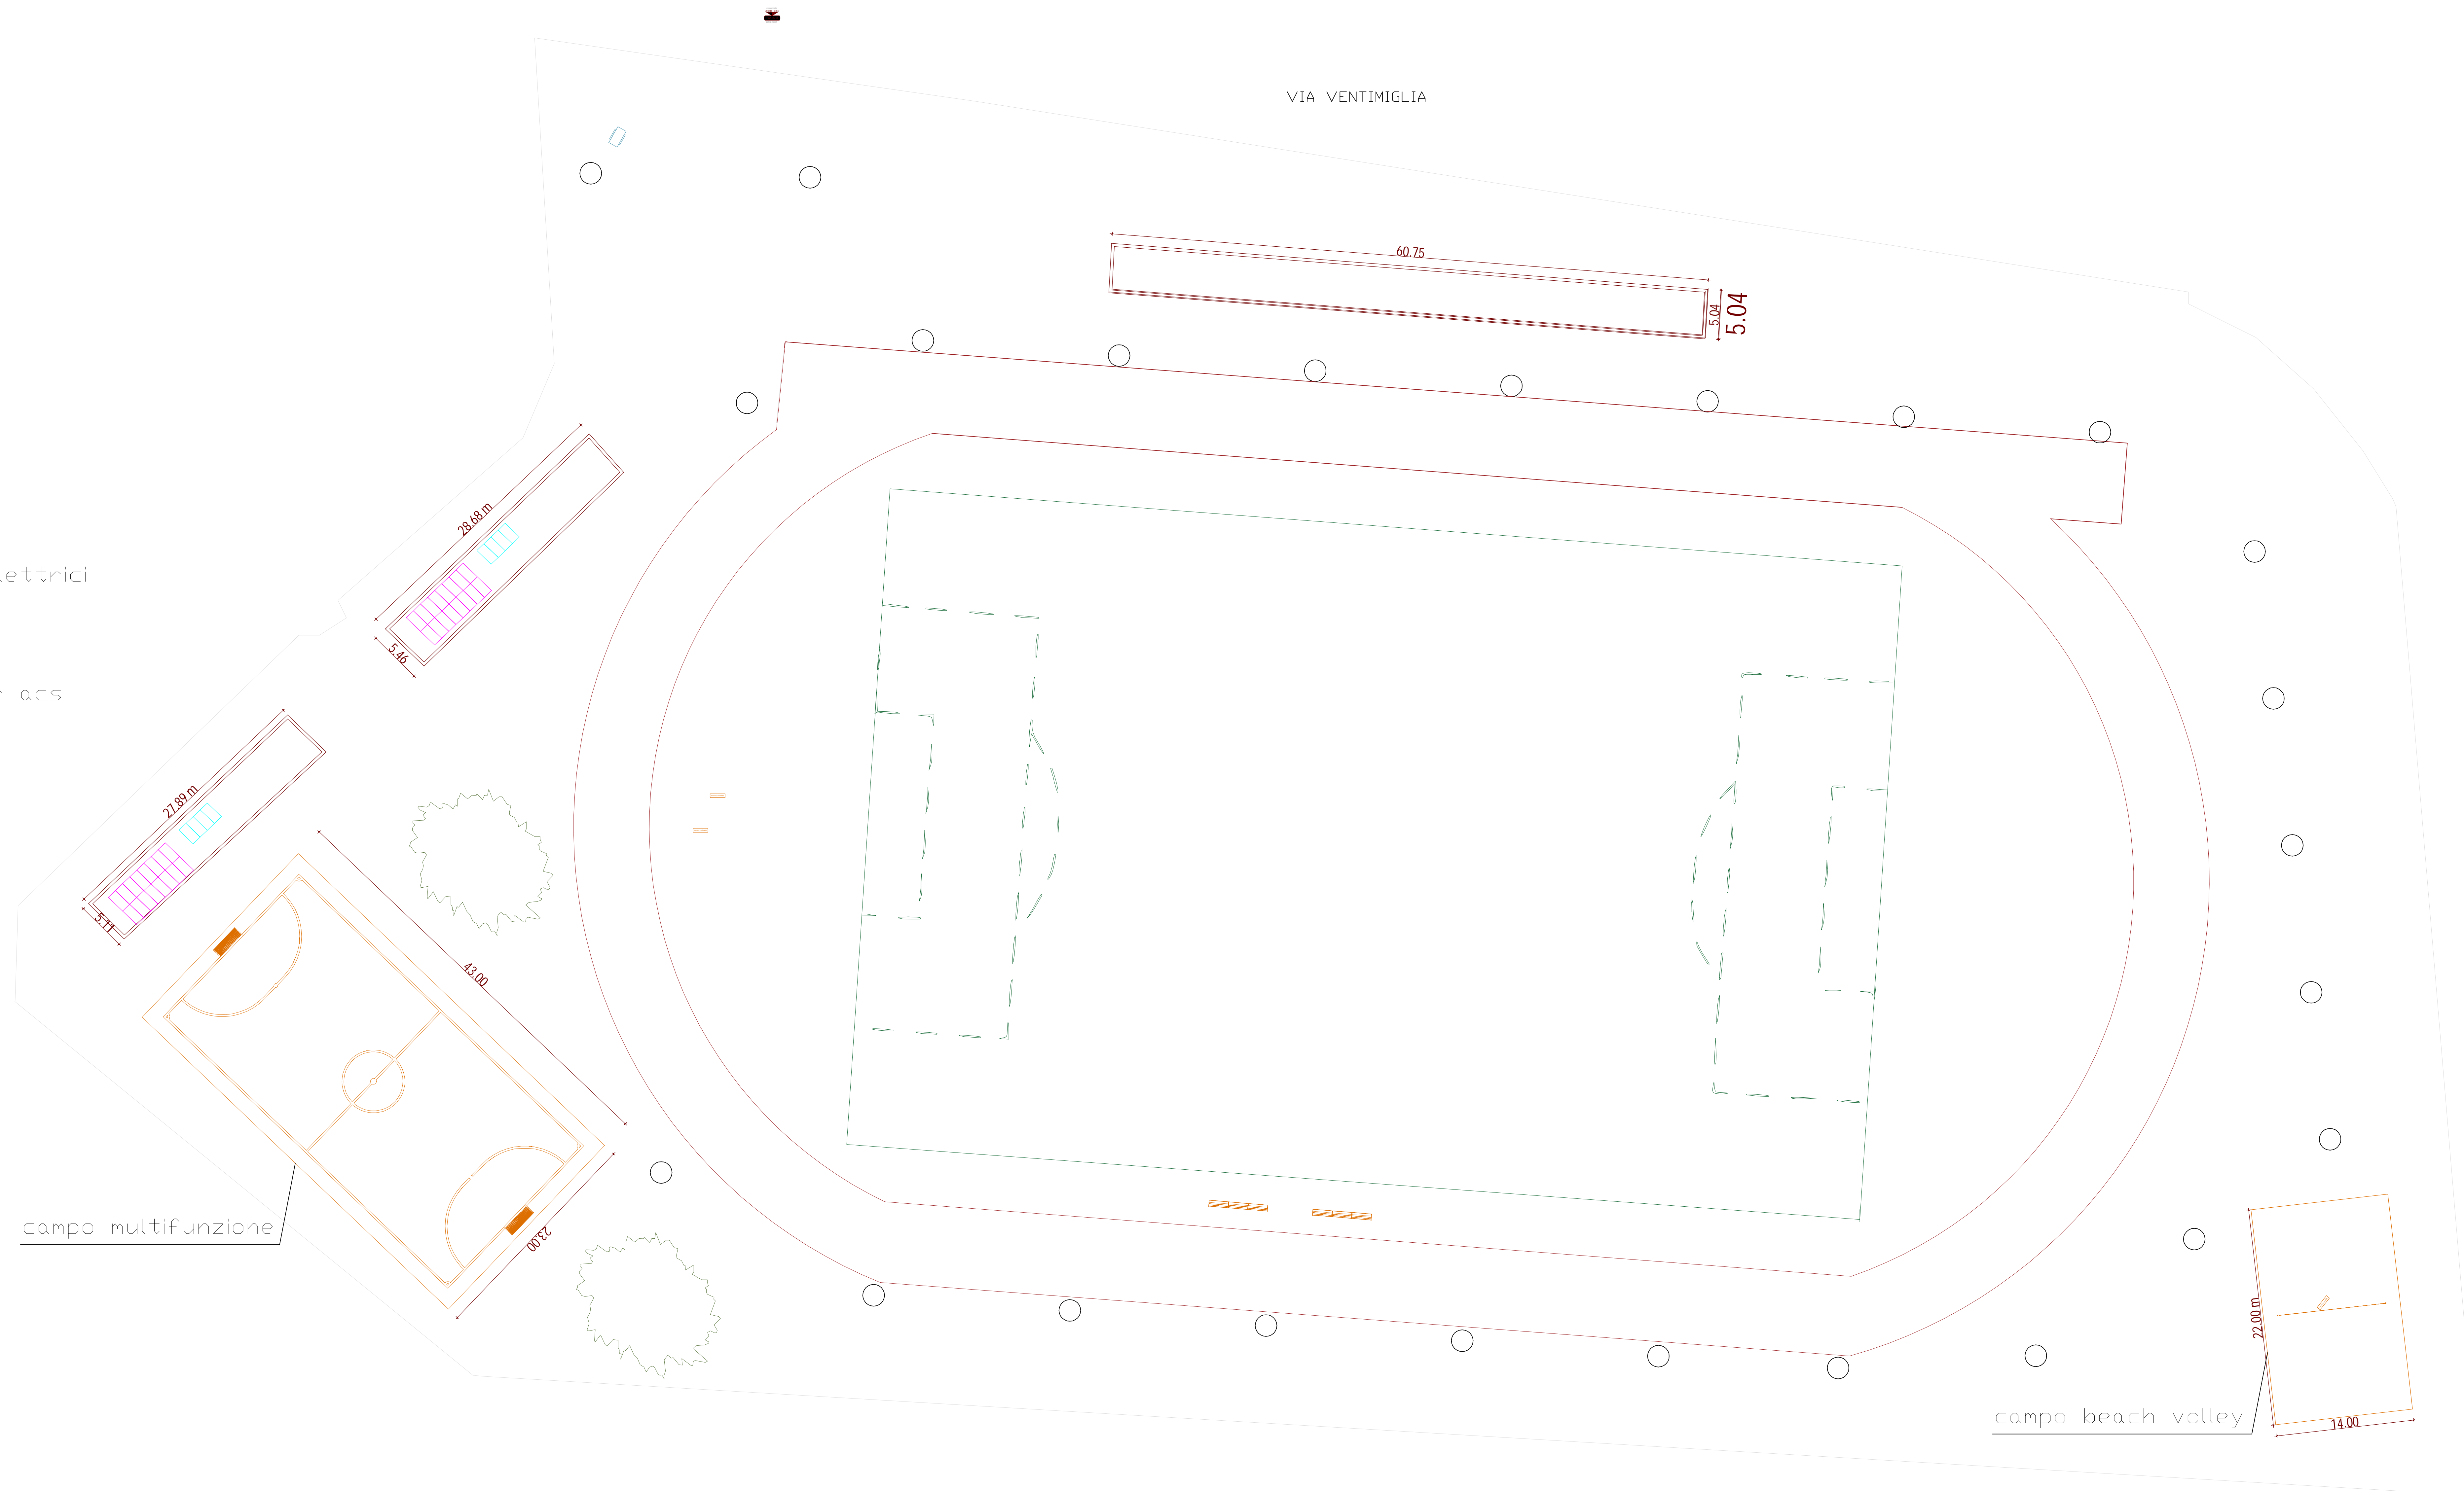 VIA VENTIMIGLIA
60.75
5.04
5.04
28.68 m
5.46
ettrici
acs
27.89 m
5.11
43.00
23.00
campo multifunzione
22.00 m
14.00
campo beach volley